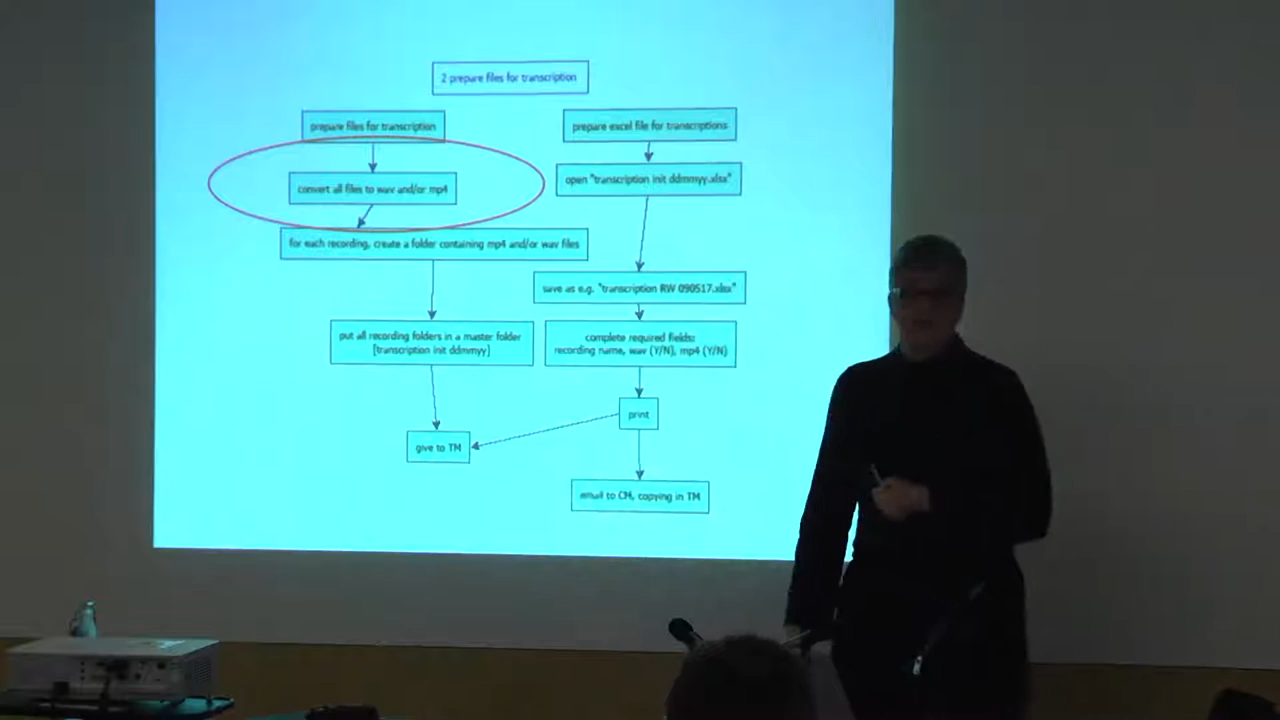 2 prepare files for transcription
prepare files for transcription
convert all files to wav and/or mp4
for each recording, create a folder containing mp4 and/or wav files
put all recording folders in a master folder
[transcription init ddmmyy]
give to TM
prepare excel file for transcriptions
open "transcription init ddmmyy.xlsx"
save as e.g. "transcription RW 090517.xlsx"
complete required fields:
recording name, wav (Y/N), mp4 (Y/N)
print
email to CM, copying in TM